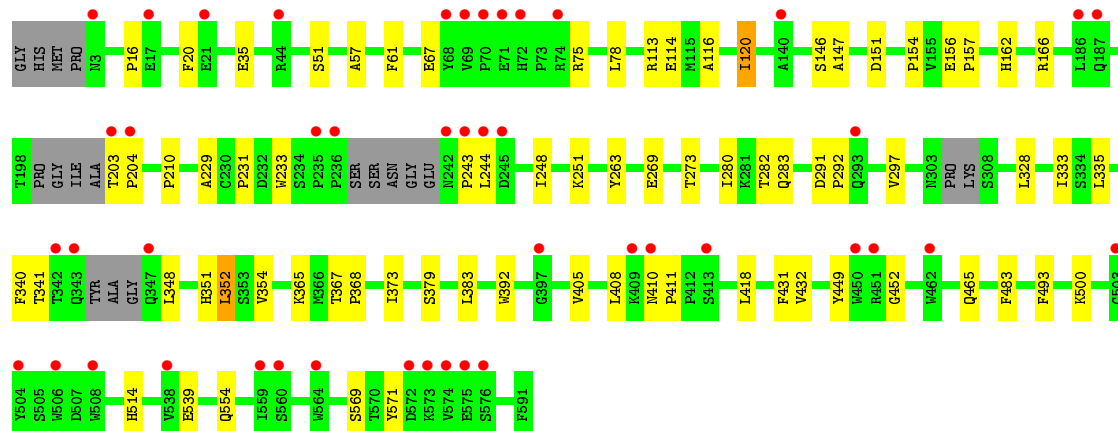 GLY HIS MET PRO N3 P16 E17 F20 E21 E35 R44 S51 A57 F61 E67 Y68 V69 P70 E71 H72 P73 R74 R75 L78 R113 E114 M115 A116 I120 A140 S146 A147 D151 P154 V155 E156 P157 H162 R166 L186 Q187
T198 PRO GLY ILE ALA T203 P204 P210 A229 C230 P231 D232 W233 S234 P235 P236 SER SER ASN GLY GLU N242 P243 L244 D245 I248 K251 Y263 E269 T273 I280 K281 T282 Q283 D291 P292 Q293 V297 N303 PRO LYS S308 L328 I333 S334 L335
F340 T341 T342 Q343 TYR ALA GLY Q347 I348 H351 L352 S353 V354 K365 M366 T367 P368 I373 S379 L383 W392 G397 V405 L408 K409 N410 P411 P412 S413 L418 F431 V432 Y449 W450 R451 G452 W462 Q465 F483 F493 K500
Y504 S505 W506 D507 W508 H514 V538 E539 Q554 I559 S560 W564 S569 T570 Y571 D572 K573 V574 E575 S576 F591